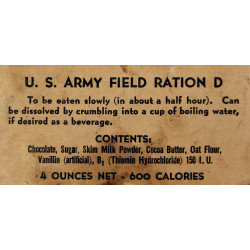 U. S. ARMY FIELD RATION D
To be eaten slowly (in about a half hour). Can
be dissolved by crumbling into a cup of boiling water,
if desired as a beverage.
CONTENTS:
Chocolate, Sugar, Skim Milk Powder, Cocoa Butter, Oat Flour,
Vanillin (artificial), B₁ (Thiamin Hydrochloride) 150 I. U.
4 OUNCES NET - 600 CALORIES